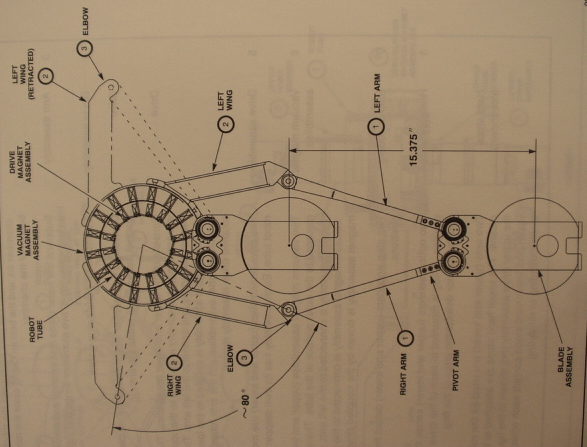 ELBOW
3
LEFT
WING
(RETRACTED)
2
DRIVE
MAGNET
ASSEMBLY
VACUUM
MAGNET
ASSEMBLY
ROBOT
TUBE
LEFT
WING
2
LEFT ARM
1
15.375"
RIGHT
WING
2
ELBOW
3
~80°
RIGHT ARM
1
PIVOT ARM
BLADE
ASSEMBLY